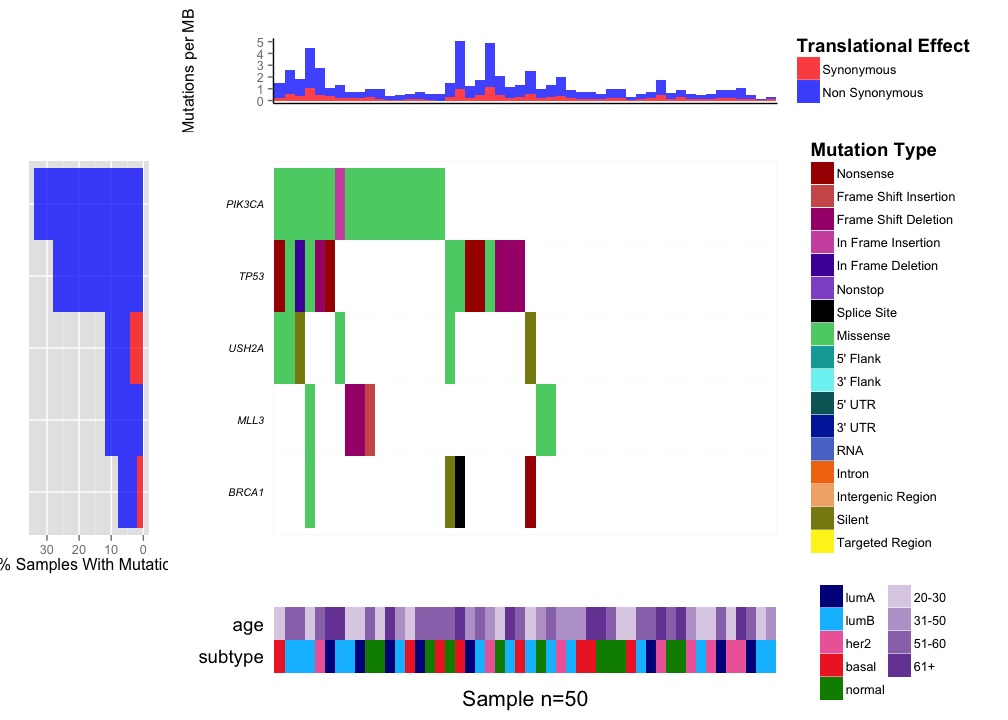 Mutations per MB
5
4
3
2
1
0
Translational Effect
Synonymous
Non Synonymous
PIK3CA
TP53
USH2A
MLL3
BRCA1
30 20 10 0
% Samples With Mutatic
Mutation Type
Nonsense
Frame Shift Insertion
Frame Shift Deletion
In Frame Insertion
In Frame Deletion
Nonstop
Splice Site
Missense
5' Flank
3' Flank
5' UTR
3' UTR
RNA
Intron
Intergenic Region
Silent
Targeted Region
age
subtype
Sample n=50
lumA 20-30
lumB 31-50
her2 51-60
basal 61+
normal